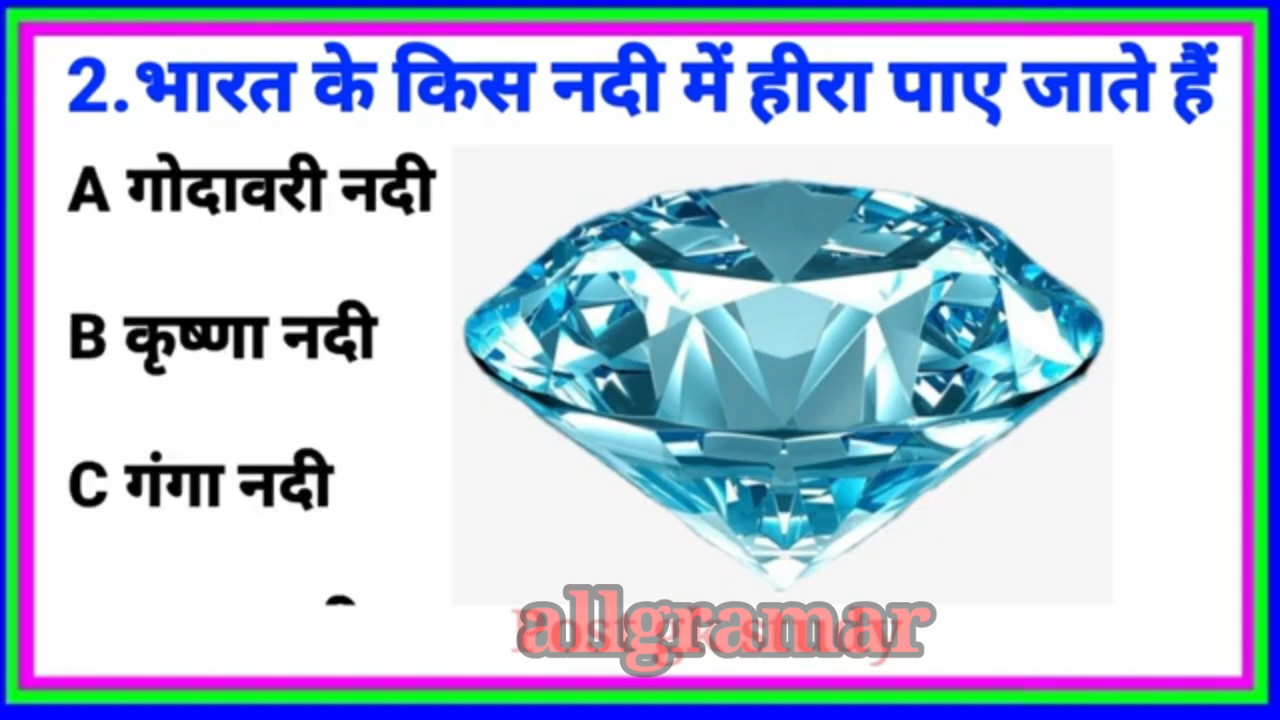 2.भारत के किस नदी में हीरा पाए जाते हैं
A गोदावरी नदी
B कृष्णा नदी
C गंगा नदी
allgramar